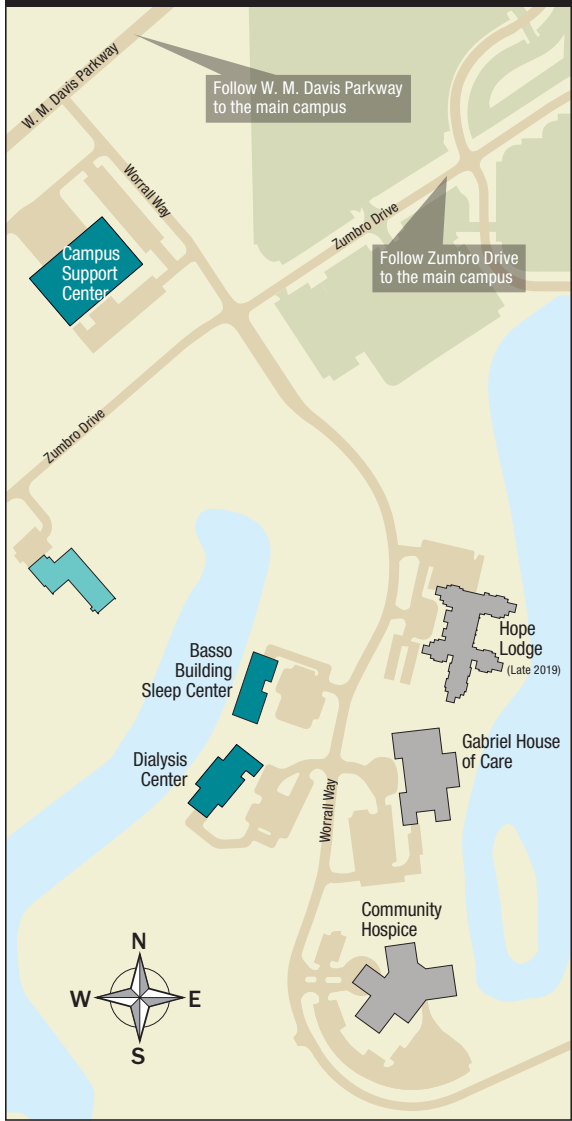 W. M. Davis Parkway
Follow W. M. Davis Parkway
to the main campus
Worrall Way
Zumbro Drive
Campus
Support
Center
Follow Zumbro Drive
to the main campus
Zumbro Drive
Hope
Lodge
(Late 2019)
Basso
Building
Sleep Center
Gabriel House
of Care
Dialysis
Center
Worrall Way
Community
Hospice
N
W
E
S